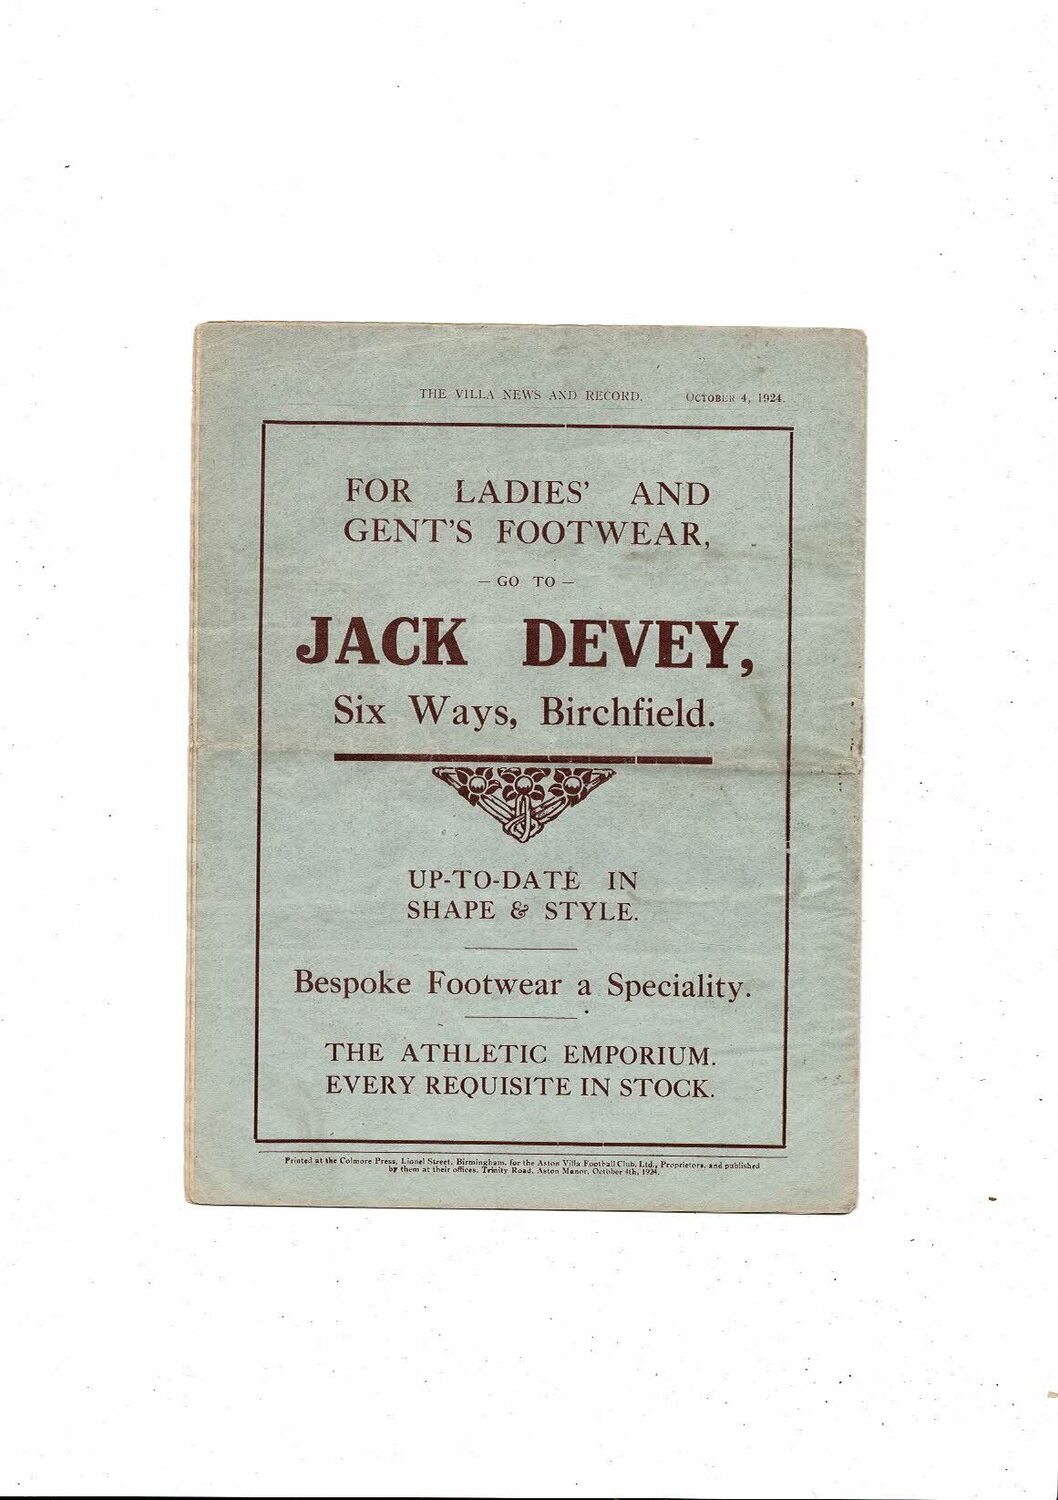 THE VILLA NEWS AND RECORD. OCTOBER 4, 1924.
FOR LADIES' AND
GENT'S FOOTWEAR,
— GO TO —
JACK DEVEY,
Six Ways, Birchfield.
UP-TO-DATE IN
SHAPE & STYLE.
Bespoke Footwear a Speciality.
THE ATHLETIC EMPORIUM.
EVERY REQUISITE IN STOCK.
Printed at the Colmore Press, Lionel Street, Birmingham, for the Aston Villa Football Club, Ltd., Proprietors, and published
by them at their offices, Trinity Road, Aston Manor, October 4th, 1924.